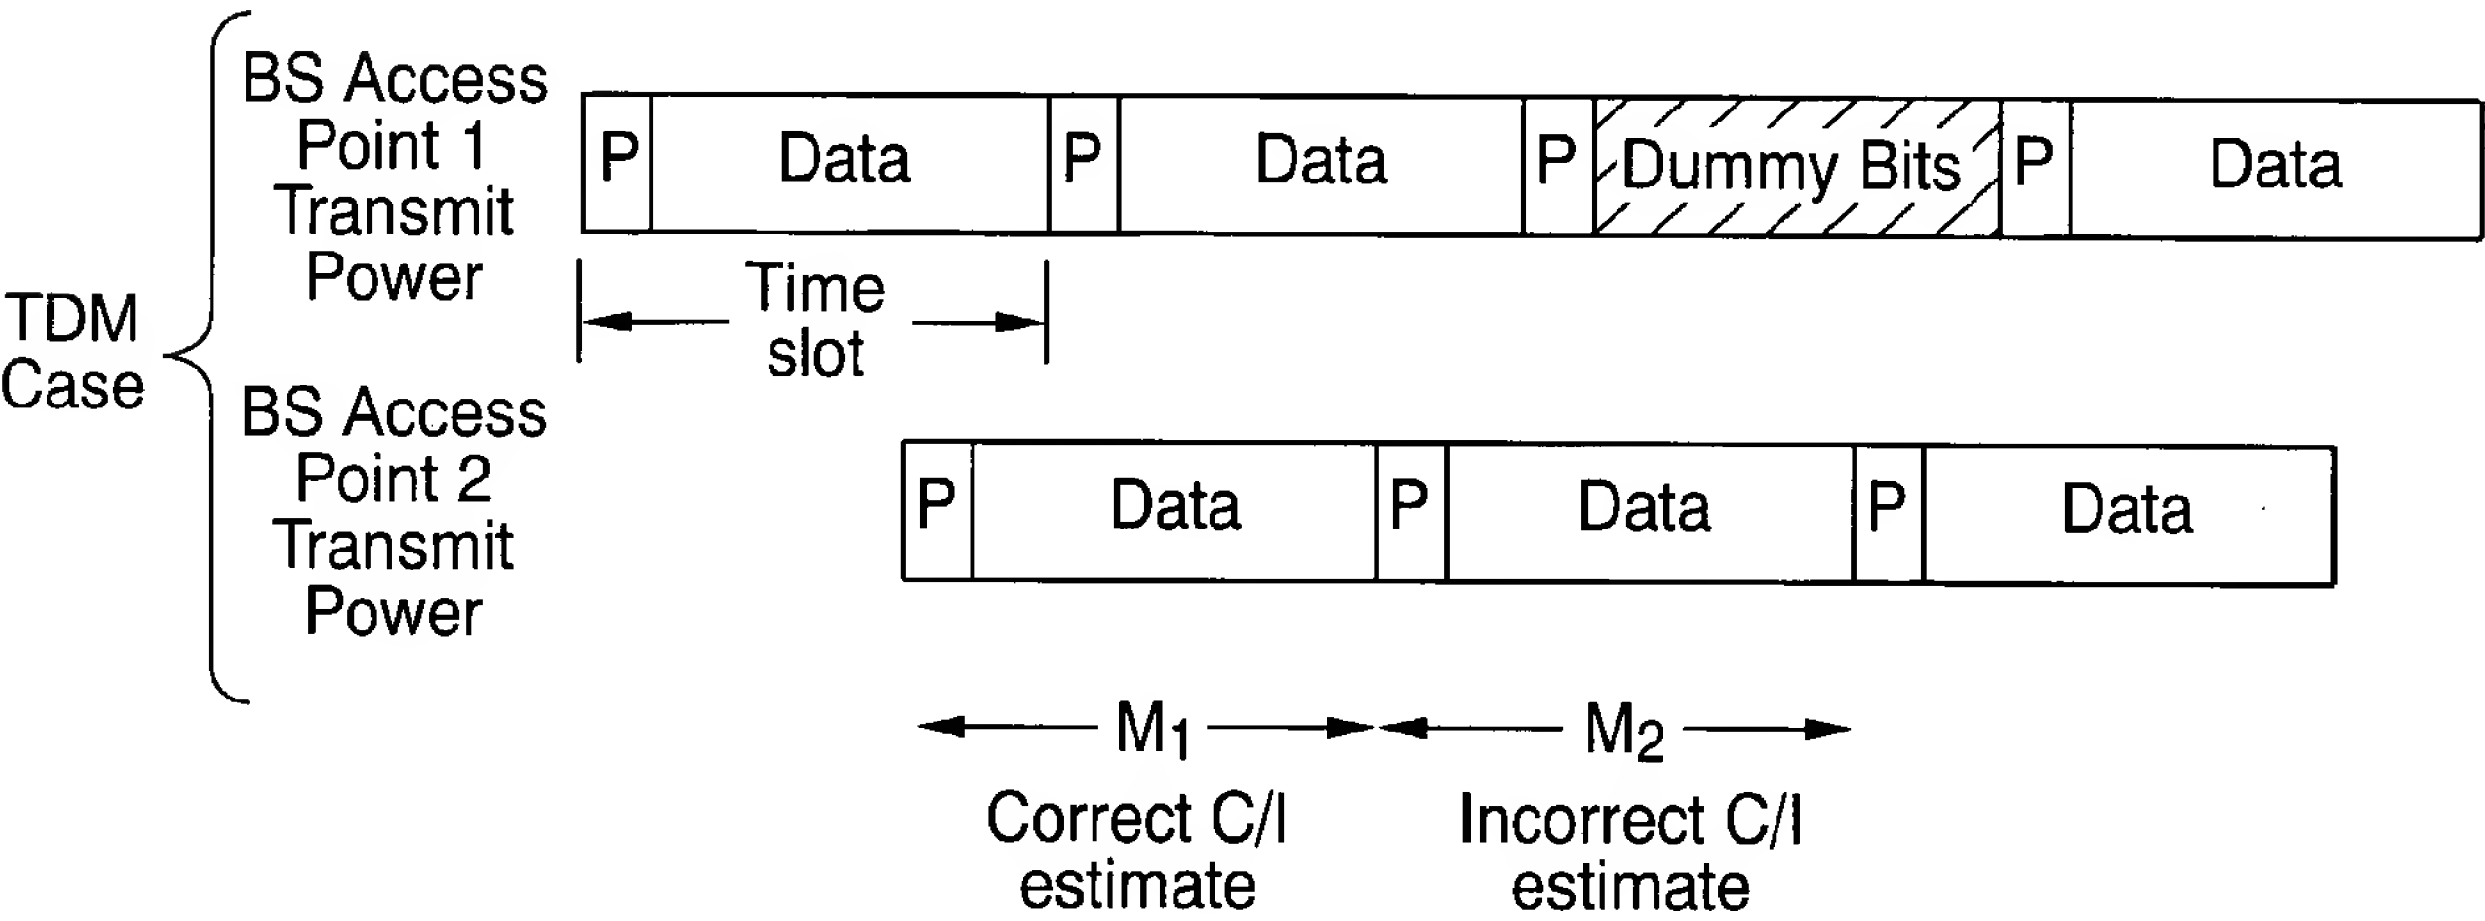 TDM
Case
BS Access
Point 1
Transmit
Power
P Data P Data P Dummy Bits P Data
Time
slot
BS Access
Point 2
Transmit
Power
P Data P Data P Data
M1 M2
Correct C/I
estimate
Incorrect C/I
estimate